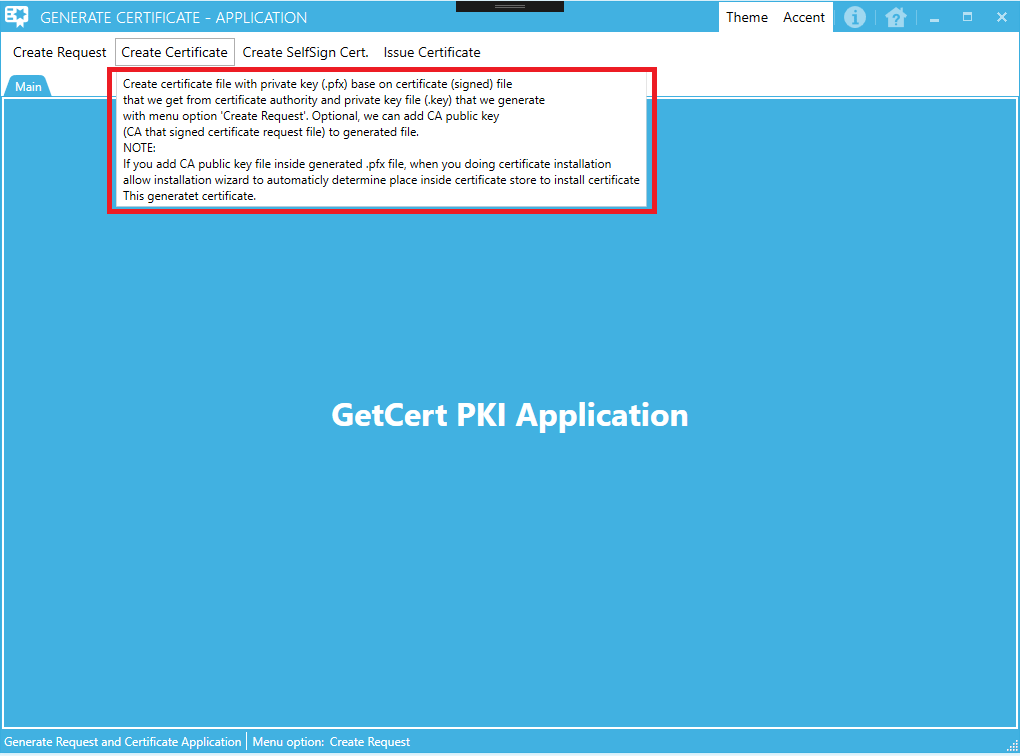 GENERATE CERTIFICATE - APPLICATION
Theme Accent
Create Request Create Certificate Create SelfSign Cert. Issue Certificate
Main
Create certificate file with private key (.pfx) base on certificate (signed) file
that we get from certificate authority and private key file (.key) that we generate
with menu option 'Create Request'. Optional, we can add CA public key
(CA that signed certificate request file) to generated file.
NOTE:
If you add CA public key file inside generated .pfx file, when you doing certificate installation
allow installation wizard to automaticly determine place inside certificate store to install certificate
This generatet certificate.
GetCert PKI Application
Generate Request and Certificate Application Menu option: Create Request